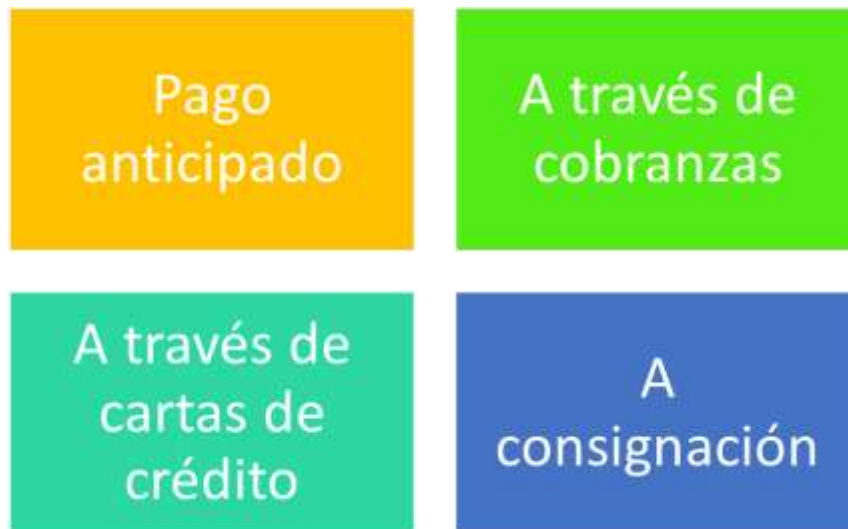 Pago
anticipado
A través de
cobranzas
A través de
cartas de
crédito
A
consignación